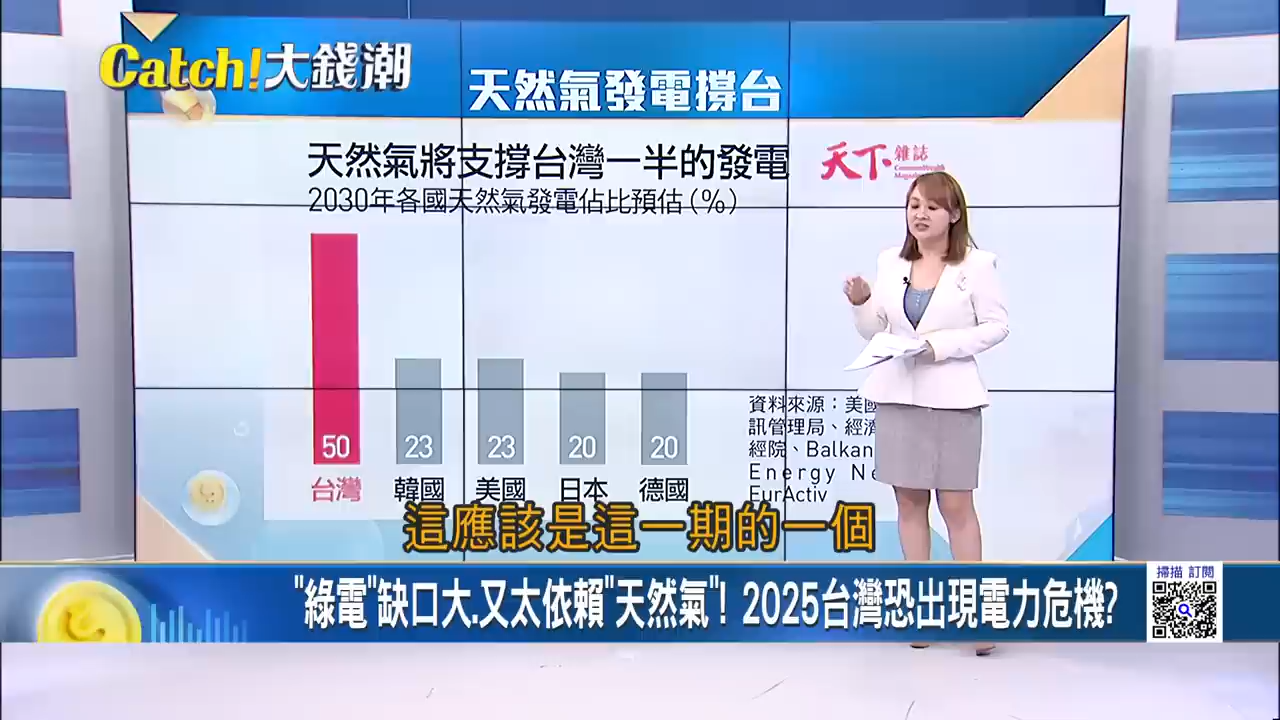 Catch!大錢潮
天然氣發電撐台
天然氣將支撐台灣一半的發電
2030年各國天然氣發電佔比預估(%)
天下 雜誌
CommonWealth
Magazine
50
23
23
20
20
台灣
韓國
美國
日本
德國
資料來源：美國
訊管理局、經濟
經院、Balkan
Energy Ne
EurActiv
這應該是這一期的一個
"綠電"缺口大.又太依賴"天然氣"! 2025台灣恐出現電力危機?
掃描 訂閱